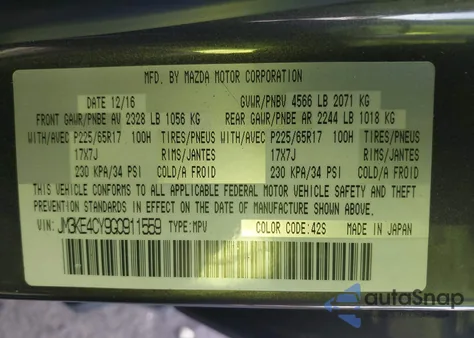 MFD. BY MAZDA MOTOR CORPORATION
DATE 12/16 GVWR/PNBV 4566 LB 2071 KG
FRONT GAWR/PNBE AV 2328 LB 1056 KG REAR GAWR/PNBE AR 2244 LB 1018 KG
WITH/AVEC P225/65R17 100H TIRES/PNEUS WITH/AVEC P225/65R17 100H TIRES/PNEUS
17X7J RIMS/JANTES 17X7J RIMS/JANTES
230 KPA/34 PSI COLD/A FROID 230 KPA/34 PSI COLD/A FROID
THIS VEHICLE CONFORMS TO ALL APPLICABLE FEDERAL MOTOR VEHICLE SAFETY AND THEFT
PREVENTION STANDARDS IN EFFECT ON THE DATE OF MANUFACTURE SHOWN ABOVE.
VIN: JM3KE4CY9G0911559 TYPE:MPV COLOR CODE:42S MADE IN JAPAN
autoSnap